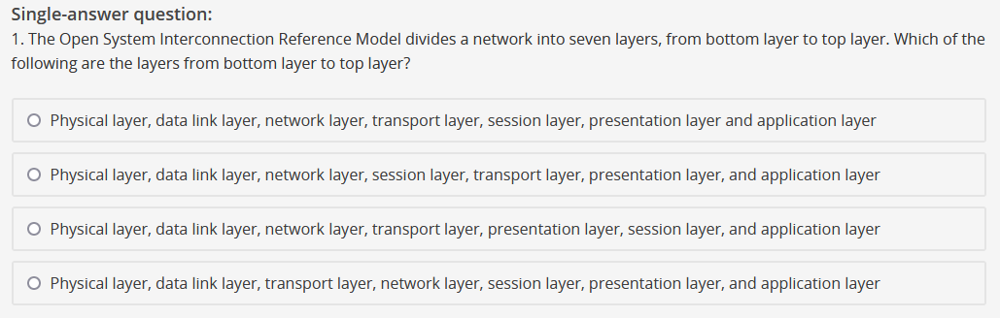 Single-answer question:
1. The Open System Interconnection Reference Model divides a network into seven layers, from bottom layer to top layer. Which of the
following are the layers from bottom layer to top layer?
Physical layer, data link layer, network layer, transport layer, session layer, presentation layer and application layer
Physical layer, data link layer, network layer, session layer, transport layer, presentation layer, and application layer
Physical layer, data link layer, network layer, transport layer, presentation layer, session layer, and application layer
Physical layer, data link layer, transport layer, network layer, session layer, presentation layer, and application layer